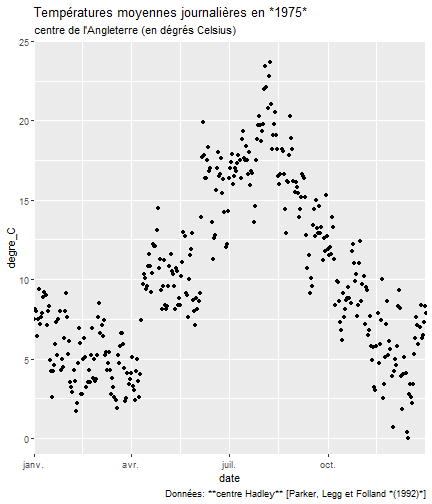 Températures moyennes journalières en *1975*
centre de l'Angleterre (en dégrés Celsius)
25
20
15
10
5
0
degre_C
janv.
avr.
juil.
oct.
date
Données: **centre Hadley** [Parker, Legg et Folland *(1992)*]